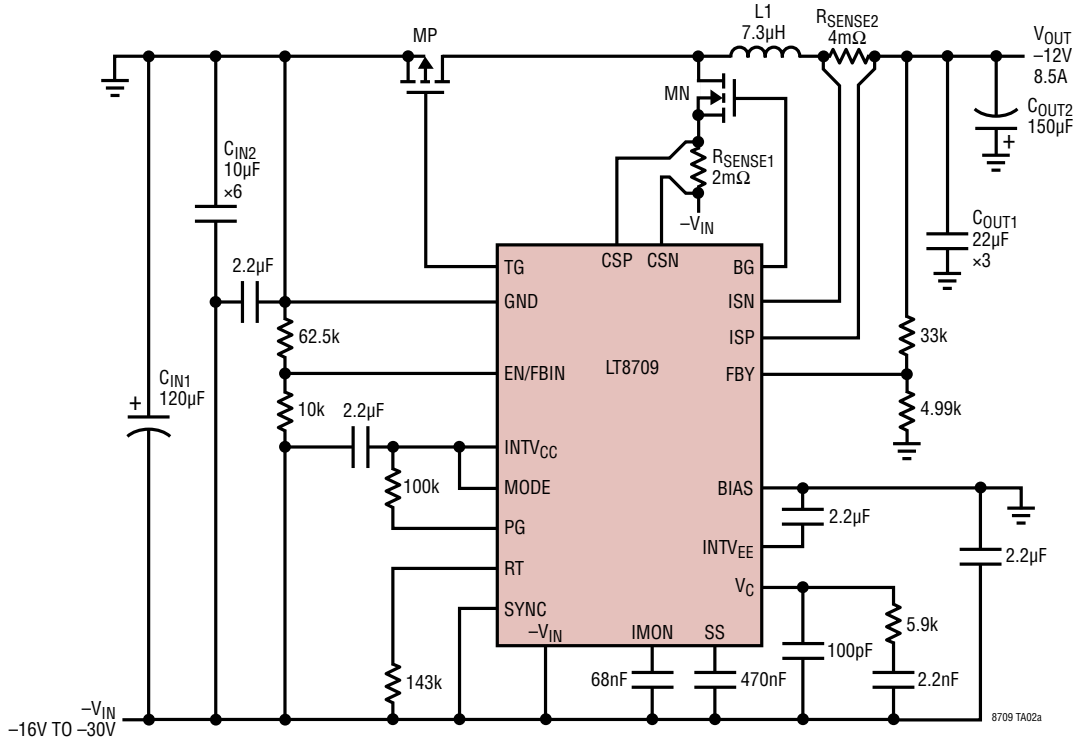 MP
L1
7.3µH
RSENSE2
4mΩ
VOUT
–12V
8.5A
MN
COUT2
150µF
+
CIN2
10µF
×6
RSENSE1
2mΩ
–VIN
COUT1
22µF
×3
2.2µF
TG
CSP
CSN
BG
GND
ISN
62.5k
ISP
33k
CIN1
120µF
+
EN/FBIN
LT8709
FBY
10k
2.2µF
4.99k
INTVCC
100k
MODE
BIAS
PG
2.2µF
INTVEE
2.2µF
RT
VC
SYNC
5.9k
–VIN
IMON
SS
100pF
143k
68nF
470nF
2.2nF
–VIN
–16V TO –30V
8709 TA02a